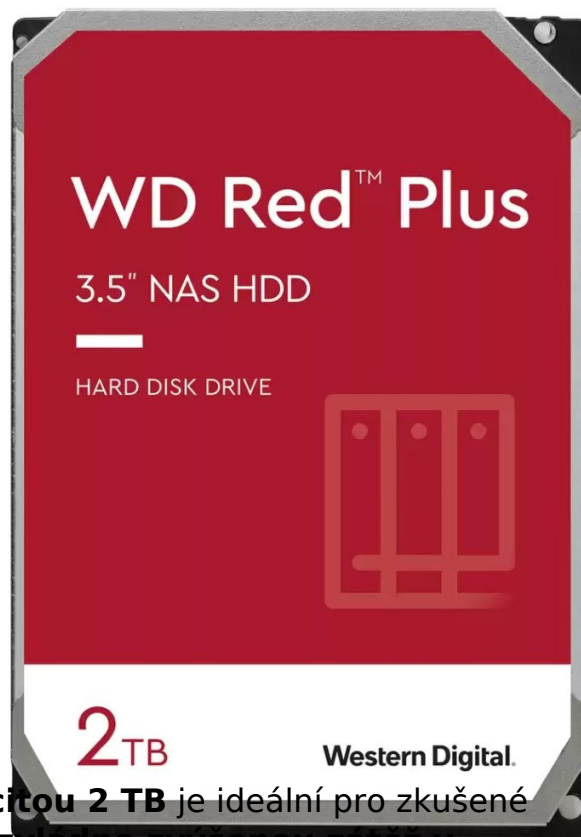 WD Red™ Plus
3.5" NAS HDD
HARD DISK DRIVE
2TB
Western Digital.
citou 2 TB je ideální pro zkušené